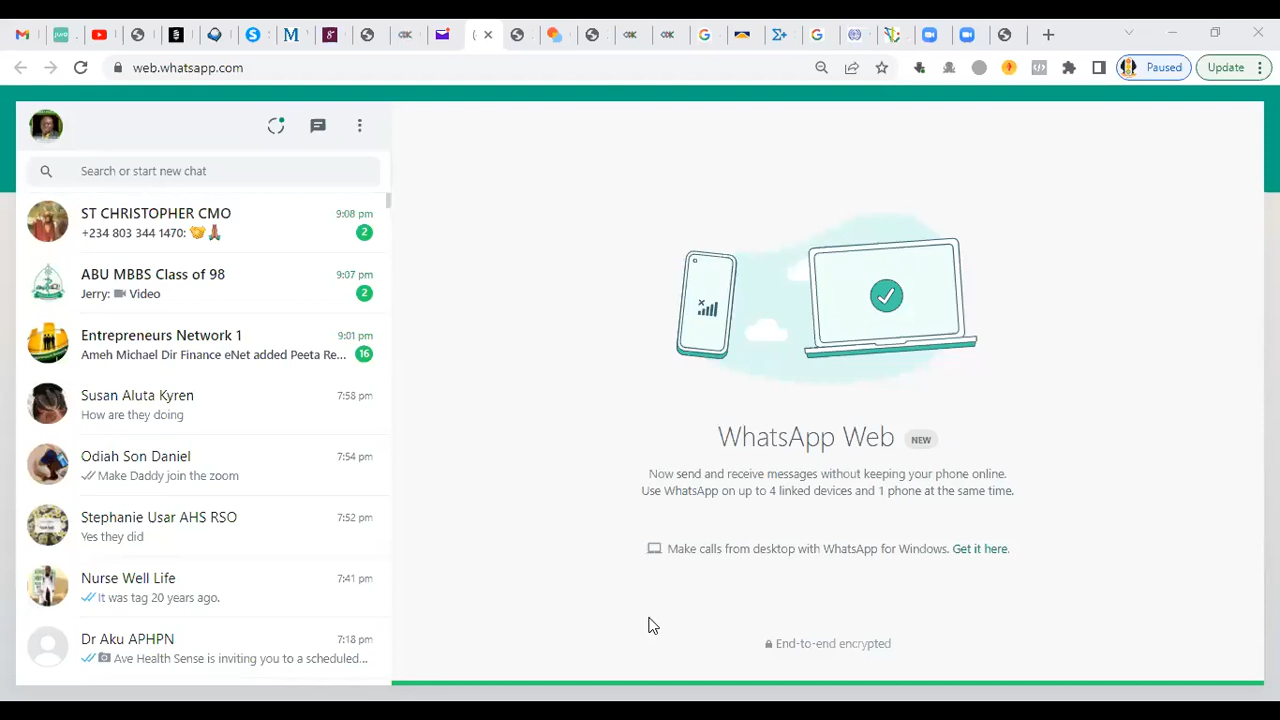 web.whatsapp.com
Paused
Update
Search or start new chat
ST CHRISTOPHER CMO
9:08 pm
+234 803 344 1470: 🤝🙏
2
ABU MBBS Class of 98
9:07 pm
Jerry: Video
2
Entrepreneurs Network 1
9:01 pm
Ameh Michael Dir Finance eNet added Peeta Re...
16
Susan Aluta Kyren
7:58 pm
How are they doing
Odiah Son Daniel
7:54 pm
Make Daddy join the zoom
Stephanie Usar AHS RSO
7:52 pm
Yes they did
Nurse Well Life
7:41 pm
It was tag 20 years ago.
Dr Aku APHPN
7:18 pm
Ave Health Sense is inviting you to a scheduled...
WhatsApp Web NEW
Now send and receive messages without keeping your phone online.
Use WhatsApp on up to 4 linked devices and 1 phone at the same time.
Make calls from desktop with WhatsApp for Windows. Get it here.
End-to-end encrypted